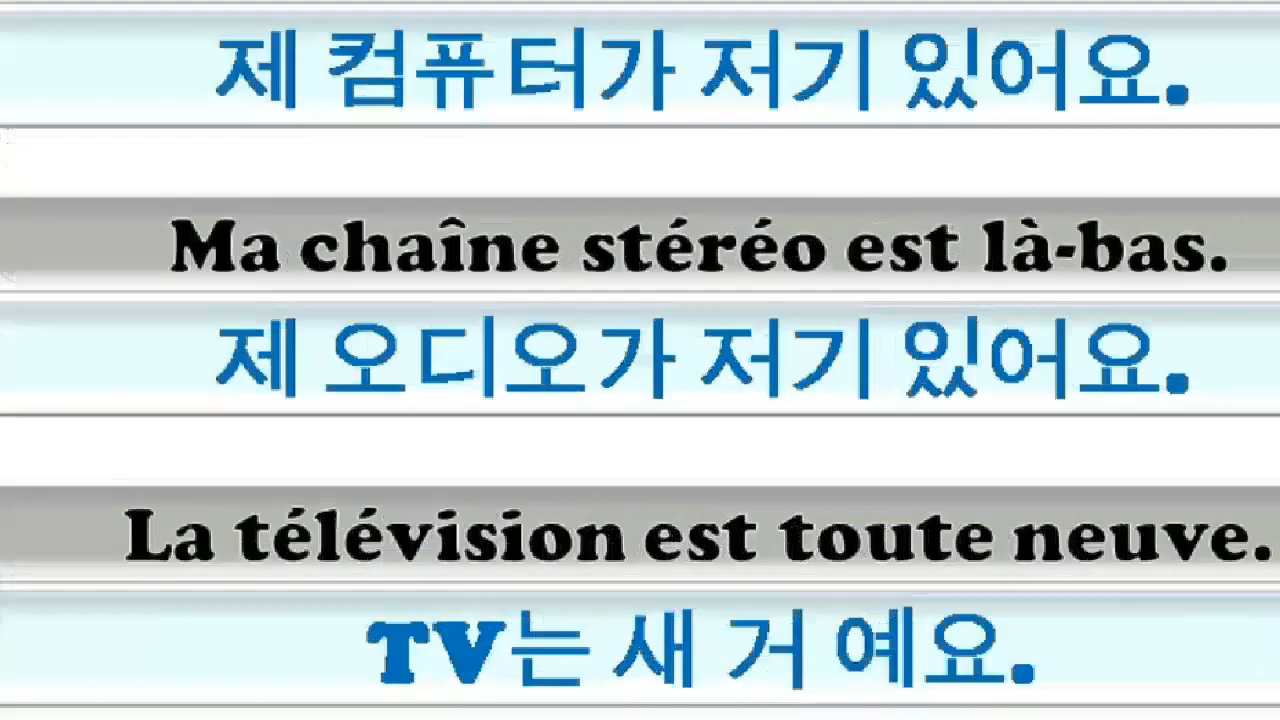 제 컴퓨터가 저기 있어요.
Ma chaîne stéréo est là-bas.
제 오디오가 저기 있어요.
La télévision est toute neuve.
TV는 새 거 예요.